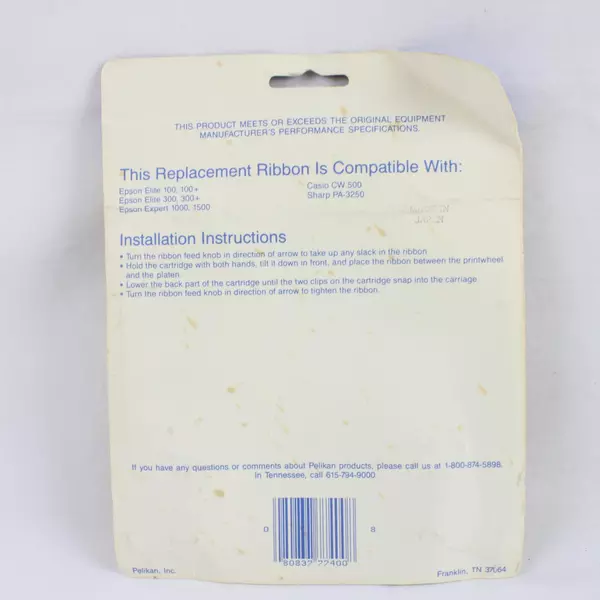 THIS PRODUCT MEETS OR EXCEEDS THE ORIGINAL EQUIPMENT
MANUFACTURER'S PERFORMANCE SPECIFICATIONS.
This Replacement Ribbon Is Compatible With:
Epson Elite 100, 100+
Epson Elite 300, 300+
Epson Expert 1000, 1500
Casio CW 500
Sharp PA-3250
Installation Instructions
• Turn the ribbon feed knob in direction of arrow to take up any slack in the ribbon
• Hold the cartridge with both hands, tilt it down in front, and place the ribbon between the printwheel
and the platen.
• Lower the back part of the cartridge until the two clips on the cartridge snap into the carriage.
• Turn the ribbon feed knob in direction of arrow to tighten the ribbon.
If you have any questions or comments about Pelikan products, please call us at 1-800-874-5898,
in Tennessee, call 615-794-9000
0 80837 77400 8
Pelikan, Inc.
Franklin, TN 37064